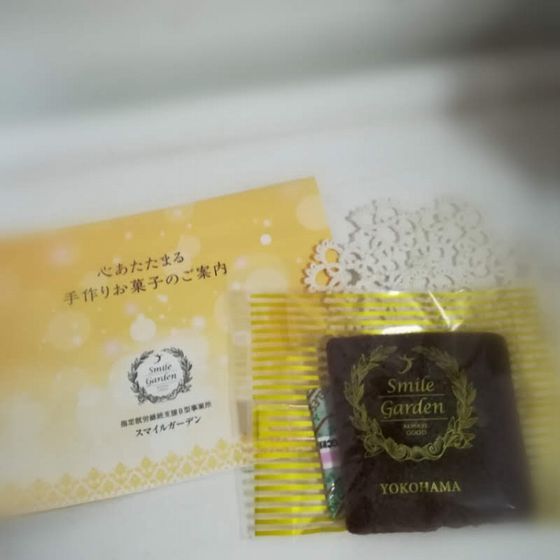 心あたたまる
手作りお菓子のご案内
Smile
Garden
指定就労継続支援B型事業所
スマイルガーデン
Smile
Garden
ALWAYS
GOOD
YOKOHAMA